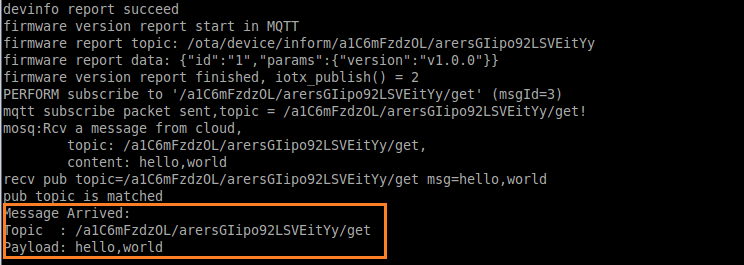 devinfo report succeed
firmware version report start in MQTT
firmware report topic: /ota/device/inform/a1C6mFzdzOL/arersGIipo92LSVEitYy
firmware report data: {"id":"1","params":{"version":"v1.0.0"}}
firmware version report finished, iotx_publish() = 2
PERFORM subscribe to '/a1C6mFzdzOL/arersGIipo92LSVEitYy/get' (msgId=3)
mqtt subscribe packet sent,topic = /a1C6mFzdzOL/arersGIipo92LSVEitYy/get!
mosq:Rcv a message from cloud,
        topic: /a1C6mFzdzOL/arersGIipo92LSVEitYy/get,
        content: hello,world
recv pub topic=/a1C6mFzdzOL/arersGIipo92LSVEitYy/get msg=hello,world
pub topic is matched
Message Arrived:
Topic  : /a1C6mFzdzOL/arersGIipo92LSVEitYy/get
Payload: hello,world